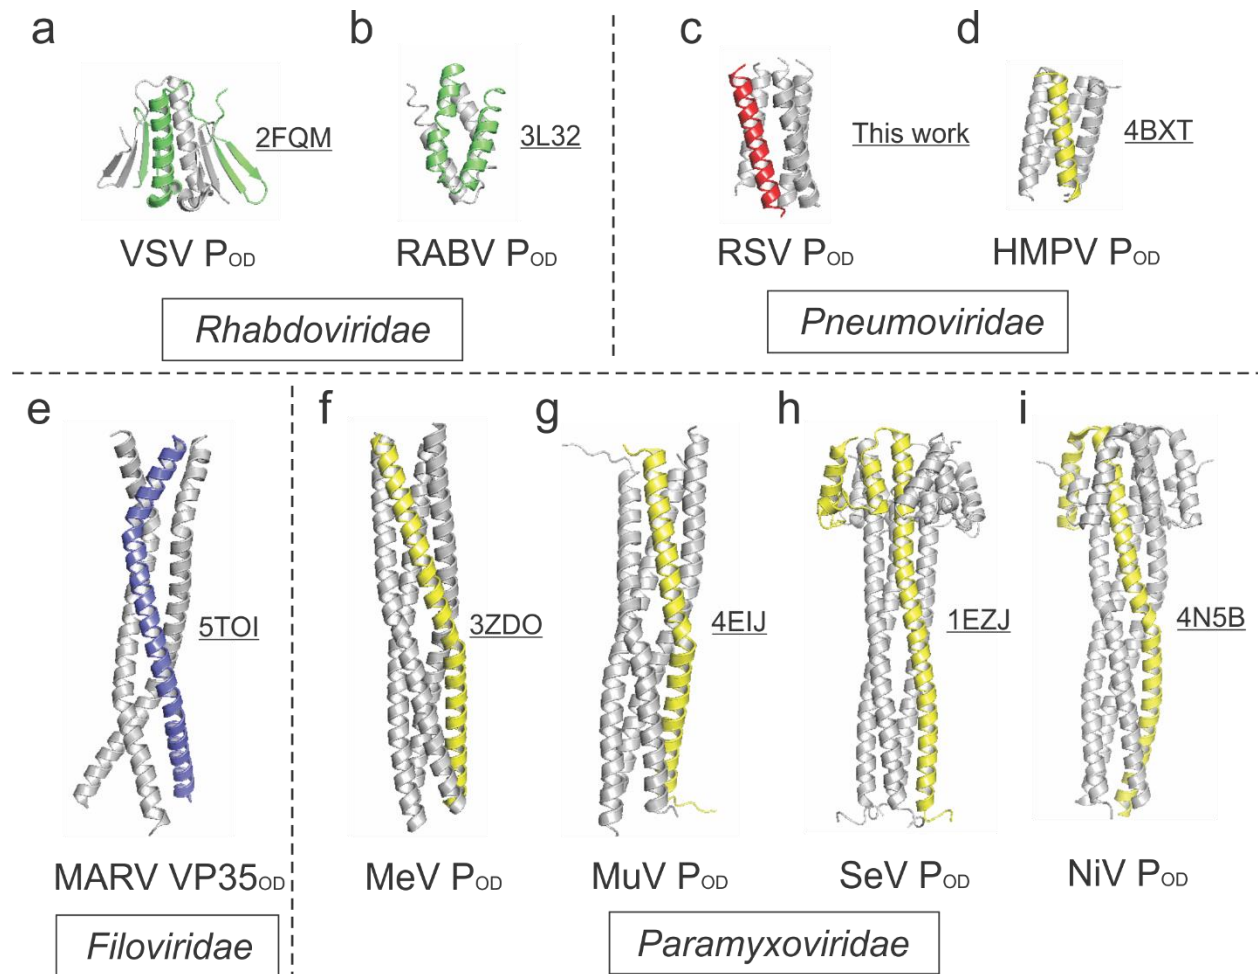 a
b
c
d
2FQM
3L32
This work
4BXT
VSV POD
RABV POD
RSV POD
HMPV POD
Rhabdoviridae
Pneumoviridae
e
f
g
h
i
5TOI
3ZDO
4EIJ
1EZJ
4N5B
MARV VP35OD
MeV POD
MuV POD
SeV POD
NiV POD
Filoviridae
Paramyxoviridae